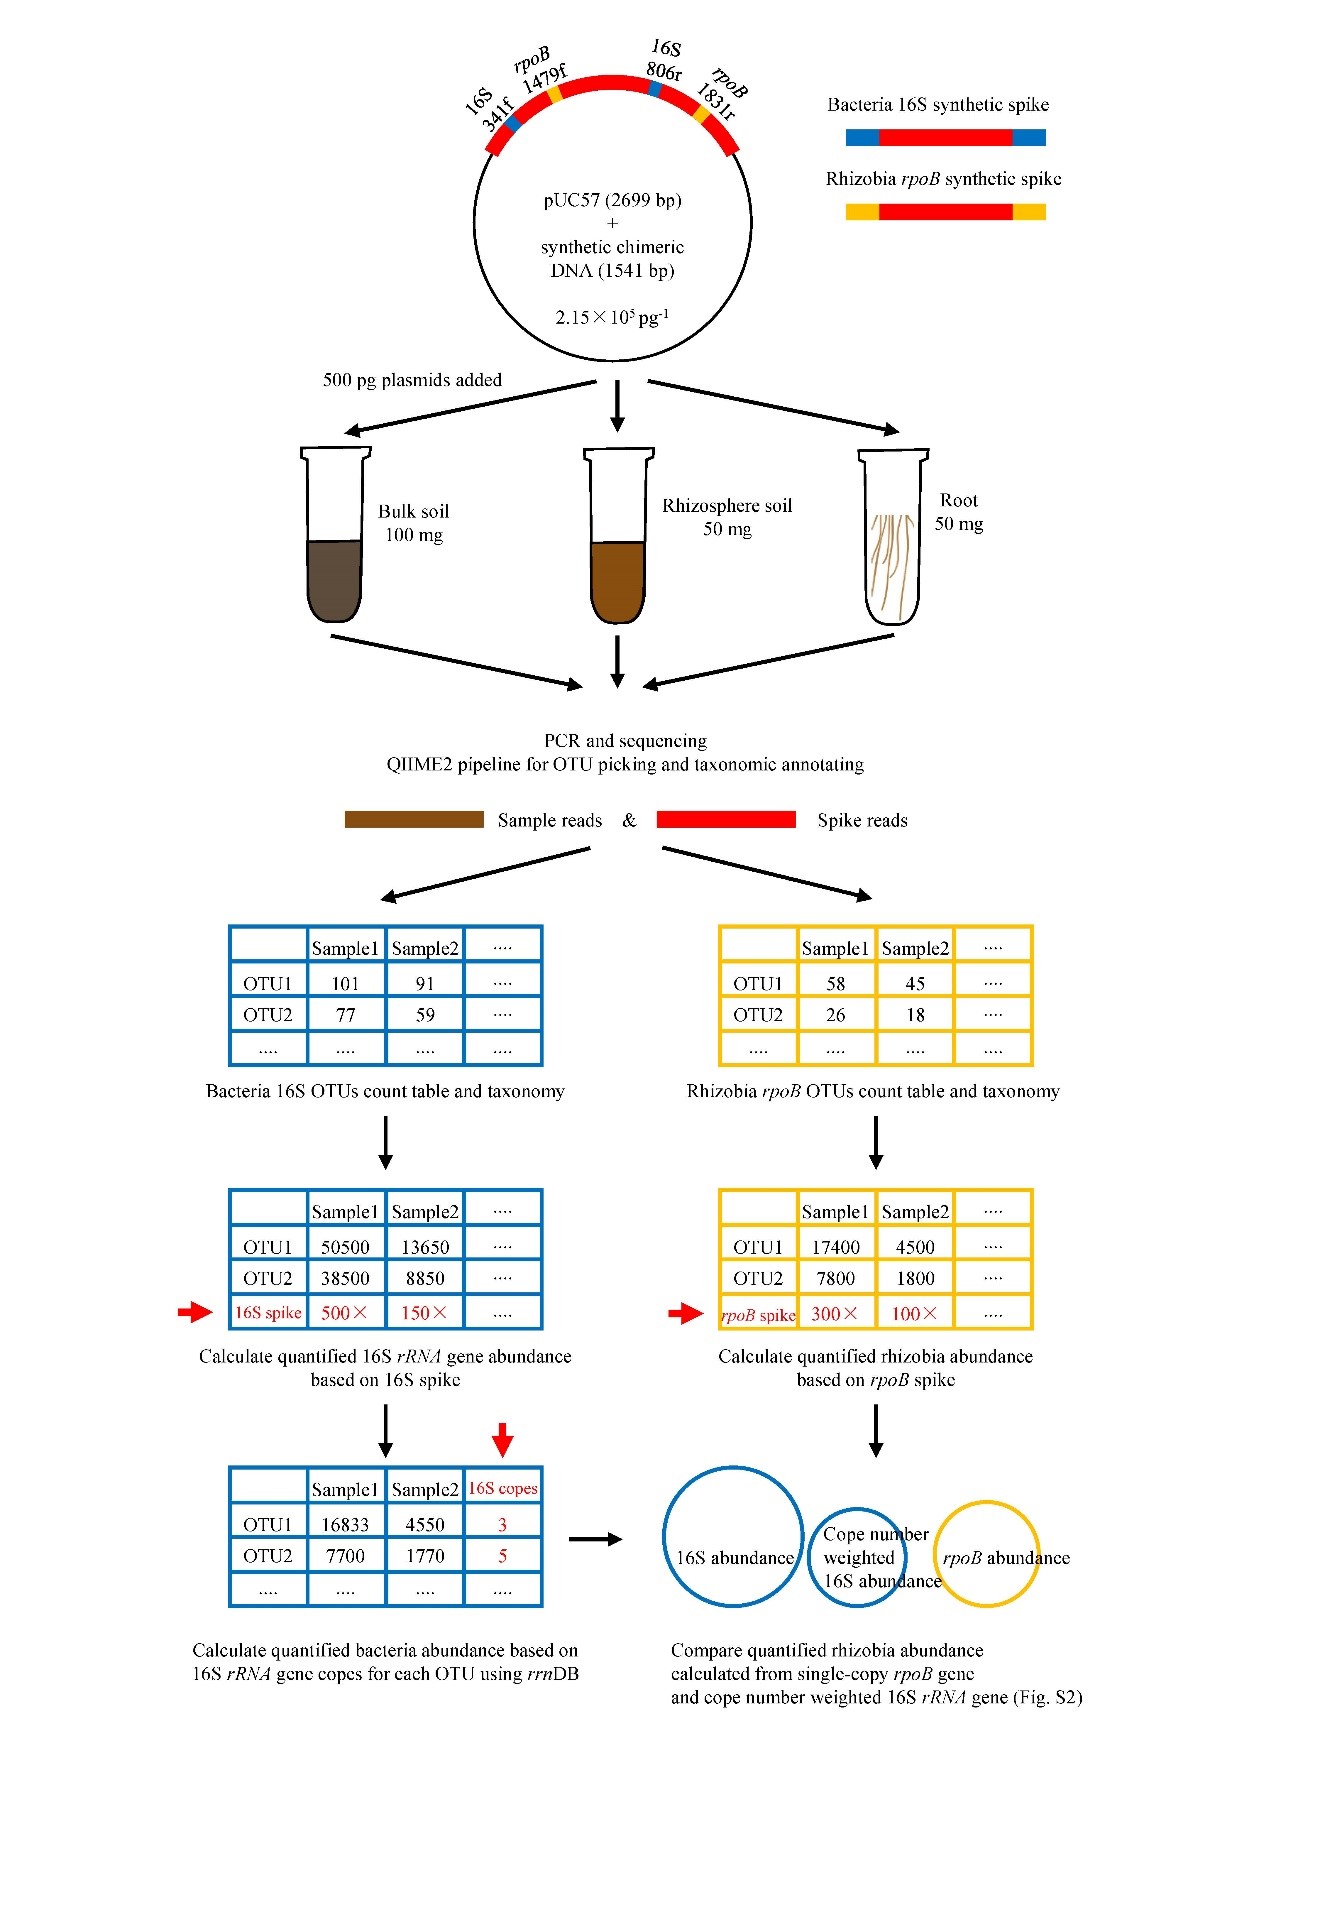 16S
341f
rpoB
1479f
16S
806r
rpoB
1831r
Bacteria 16S synthetic spike
Rhizobia rpoB synthetic spike
pUC57 (2699 bp)
+
synthetic chimeric
DNA (1541 bp)
2.15×10⁵ pg⁻¹
500 pg plasmids added
Bulk soil
100 mg
Rhizosphere soil
50 mg
Root
50 mg
PCR and sequencing
QIIME2 pipeline for OTU picking and taxonomic annotating
Sample reads & Spike reads
Sample1 Sample2 ....
OTU1 101 91 ....
OTU2 77 59 ....
.... .... .... ....
Bacteria 16S OTUs count table and taxonomy
Sample1 Sample2 ....
OTU1 58 45 ....
OTU2 26 18 ....
.... .... .... ....
Rhizobia rpoB OTUs count table and taxonomy
Sample1 Sample2 ....
OTU1 50500 13650 ....
OTU2 38500 8850 ....
16S spike 500× 150× ....
Calculate quantified 16S rRNA gene abundance
based on 16S spike
Sample1 Sample2 ....
OTU1 17400 4500 ....
OTU2 7800 1800 ....
rpoB spike 300× 100× ....
Calculate quantified rhizobia abundance
based on rpoB spike
Sample1 Sample2 16S copes
OTU1 16833 4550 3
OTU2 7700 1770 5
.... .... .... ....
Calculate quantified bacteria abundance based on
16S rRNA gene copes for each OTU using rrnDB
16S abundance
Cope number
weighted
16S abundance
rpoB abundance
Compare quantified rhizobia abundance
calculated from single-copy rpoB gene
and cope number weighted 16S rRNA gene (Fig. S2)